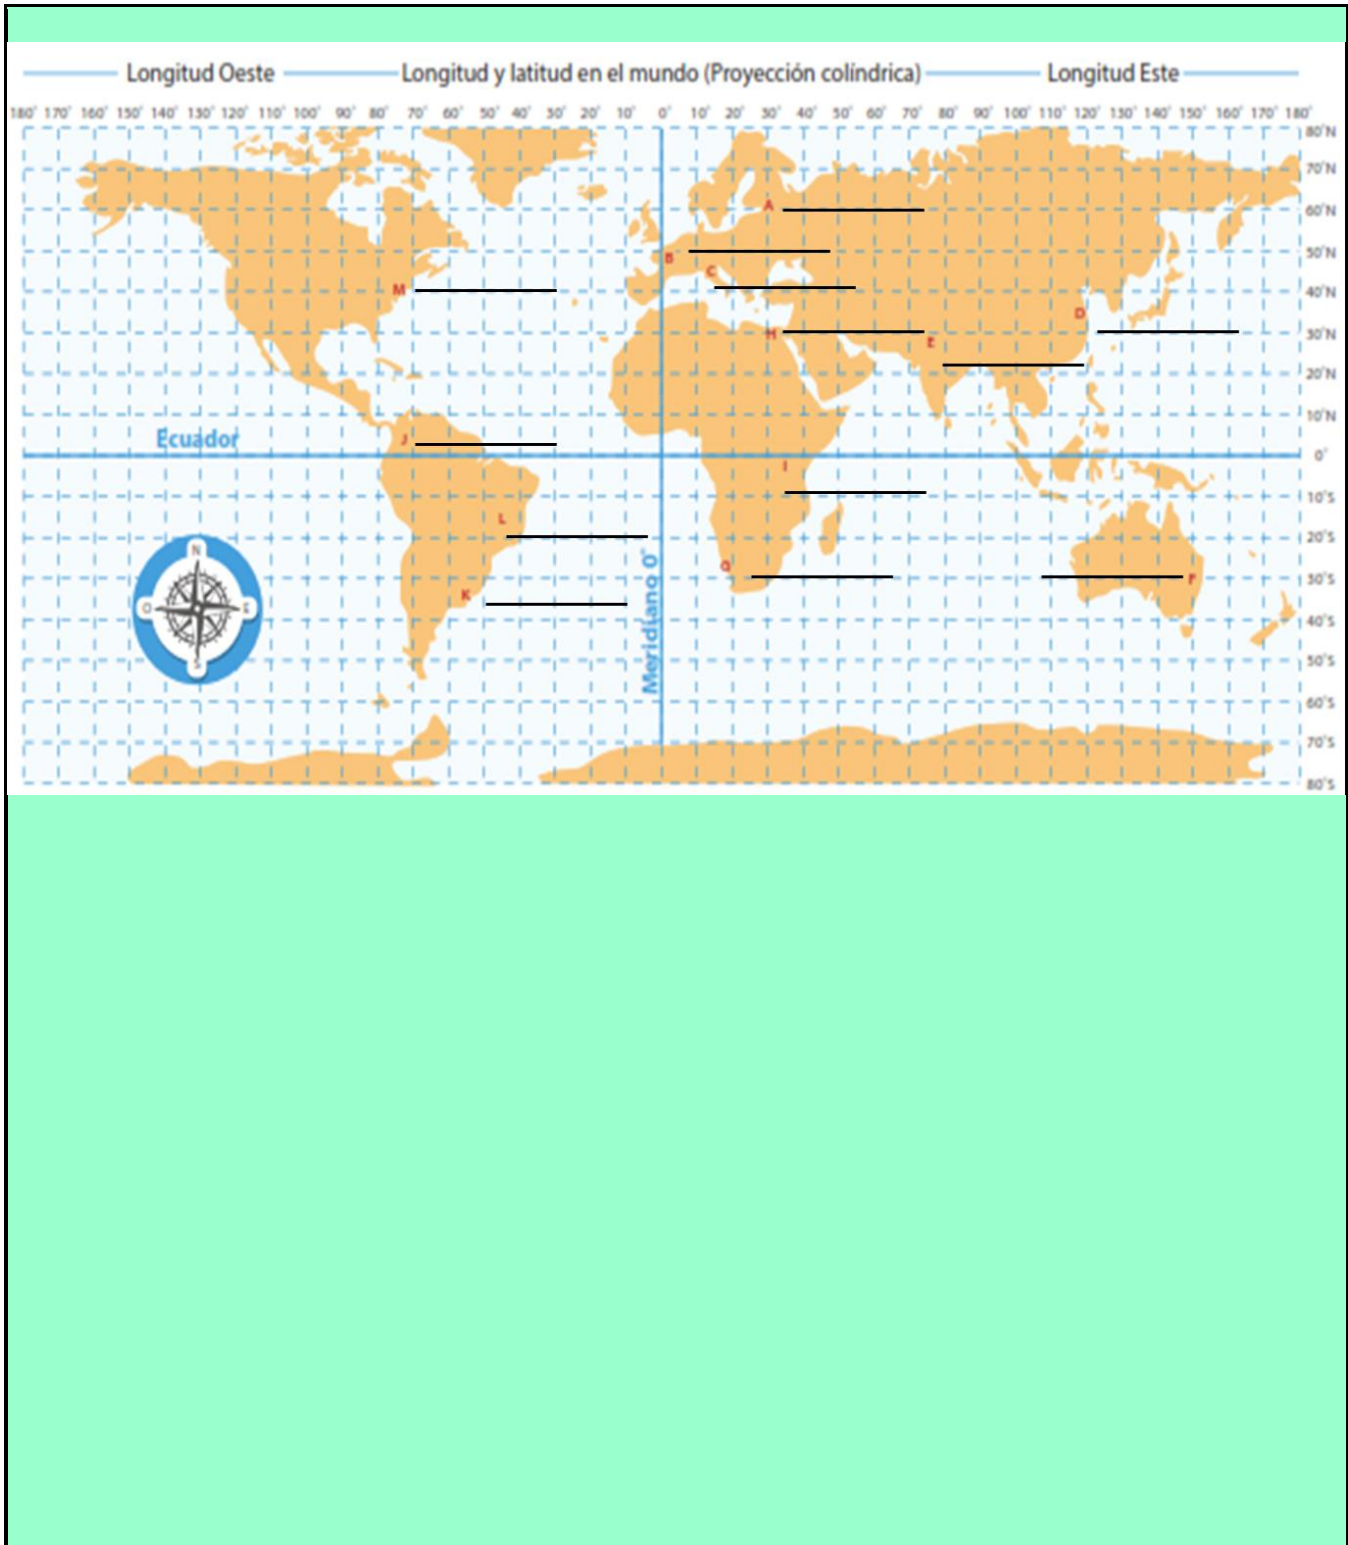 Longitud Oeste Longitud y latitud en el mundo (Proyección colíndrica) Longitud Este
180° 170° 160° 150° 130° 120° 110° 100° 90° 80° 70° 60° 50° 40° 30° 20° 10° 0° 10° 20° 30° 40° 50° 60° 70° 80° 90° 100° 110° 120° 130° 140° 150° 160° 170° 180°
80°N
70°N
A
60°N
50°N
B
C
M
40°N
D
30°N
H
E
20°N
10°N
Ecuador
J
0°
I
10°S
L
20°S
N
G
30°S
F
K
O E
40°S
S
Meridiano 0°
50°S
60°S
70°S
80°S